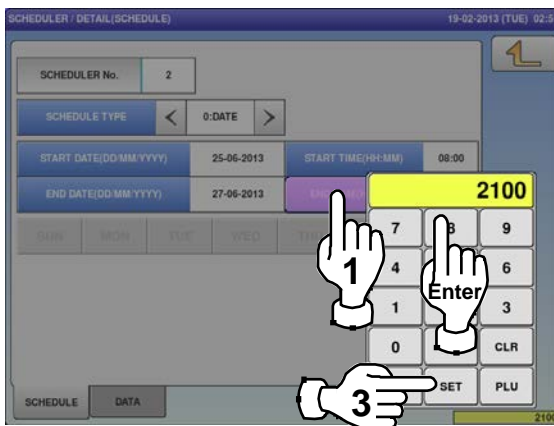 SCHEDULER / DETAIL(SCHEDULE) 19-02-2013 (TUE) 02:5
SCHEDULER No. 2
SCHEDULE TYPE < 0:DATE >
START DATE(DD/MM/YYYY) 25-06-2013 START TIME(HH:MM) 08:00
END DATE(DD/MM/YYYY) 27-06-2013
2100
SUN MON TUE WED
7 8 9
1
4 6
Enter
1 3
0 CLR
3 SET PLU
SCHEDULE DATA
2100